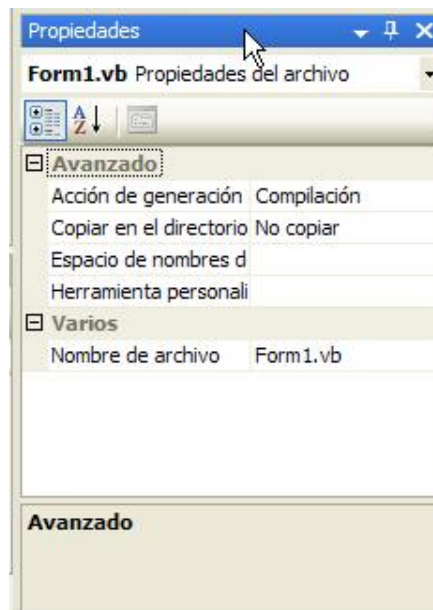 Propiedades
Form1.vb Propiedades del archivo
A
Z
Avanzado
Acción de generación Compilación
Copiar en el directorio No copiar
Espacio de nombres d
Herramienta personali
Varios
Nombre de archivo Form1.vb
Avanzado